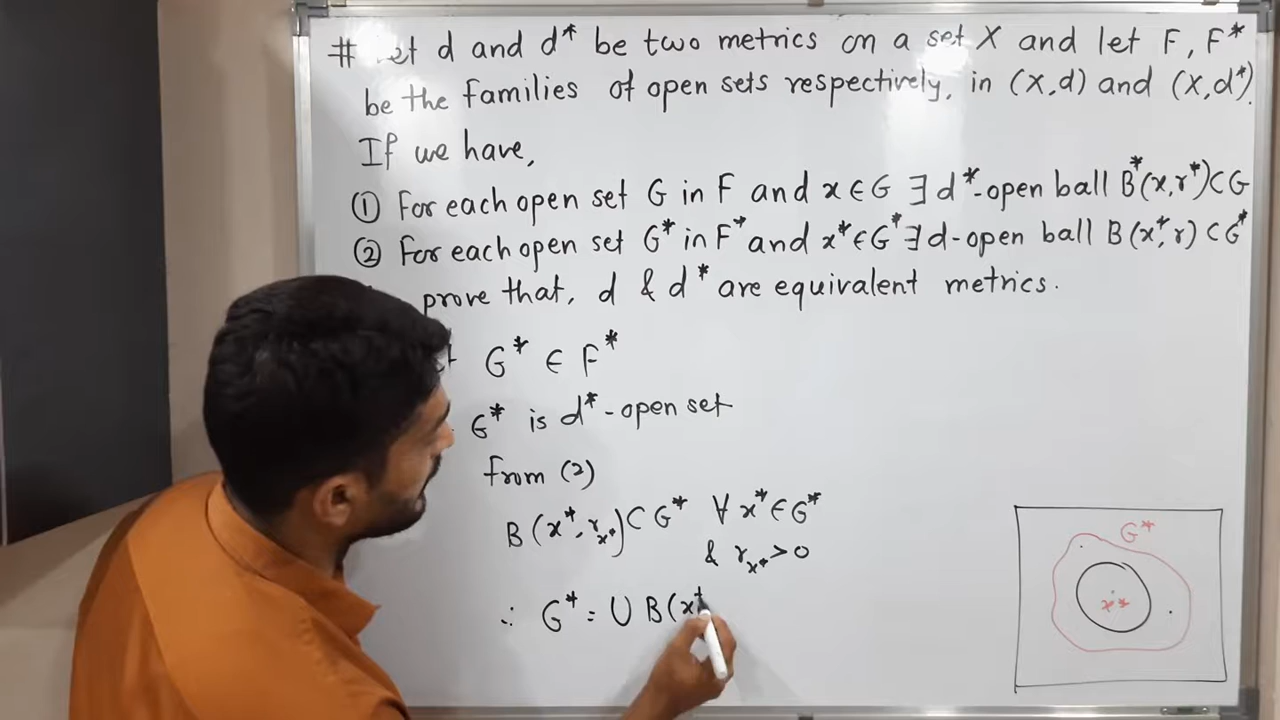 # et d and d* be two metrics on a set X and let F, F*
be the families of open sets respectively, in (X,d) and (X,d*).
If we have,
① For each open set G in F and x ∈ G ∃ d*-open ball B*(x,r*)⊂G
② For each open set G* in F* and x* ∈ G* ∃ d-open ball B(x*,r)⊂G*
prove that, d & d* are equivalent metrics.
G* ∈ F*
G* is d*-open set
from (2)
B(x*,r_x*)⊂G* ∀ x*∈G*
& r_x*>0
∴ G* = ∪ B(x*
G*
x*